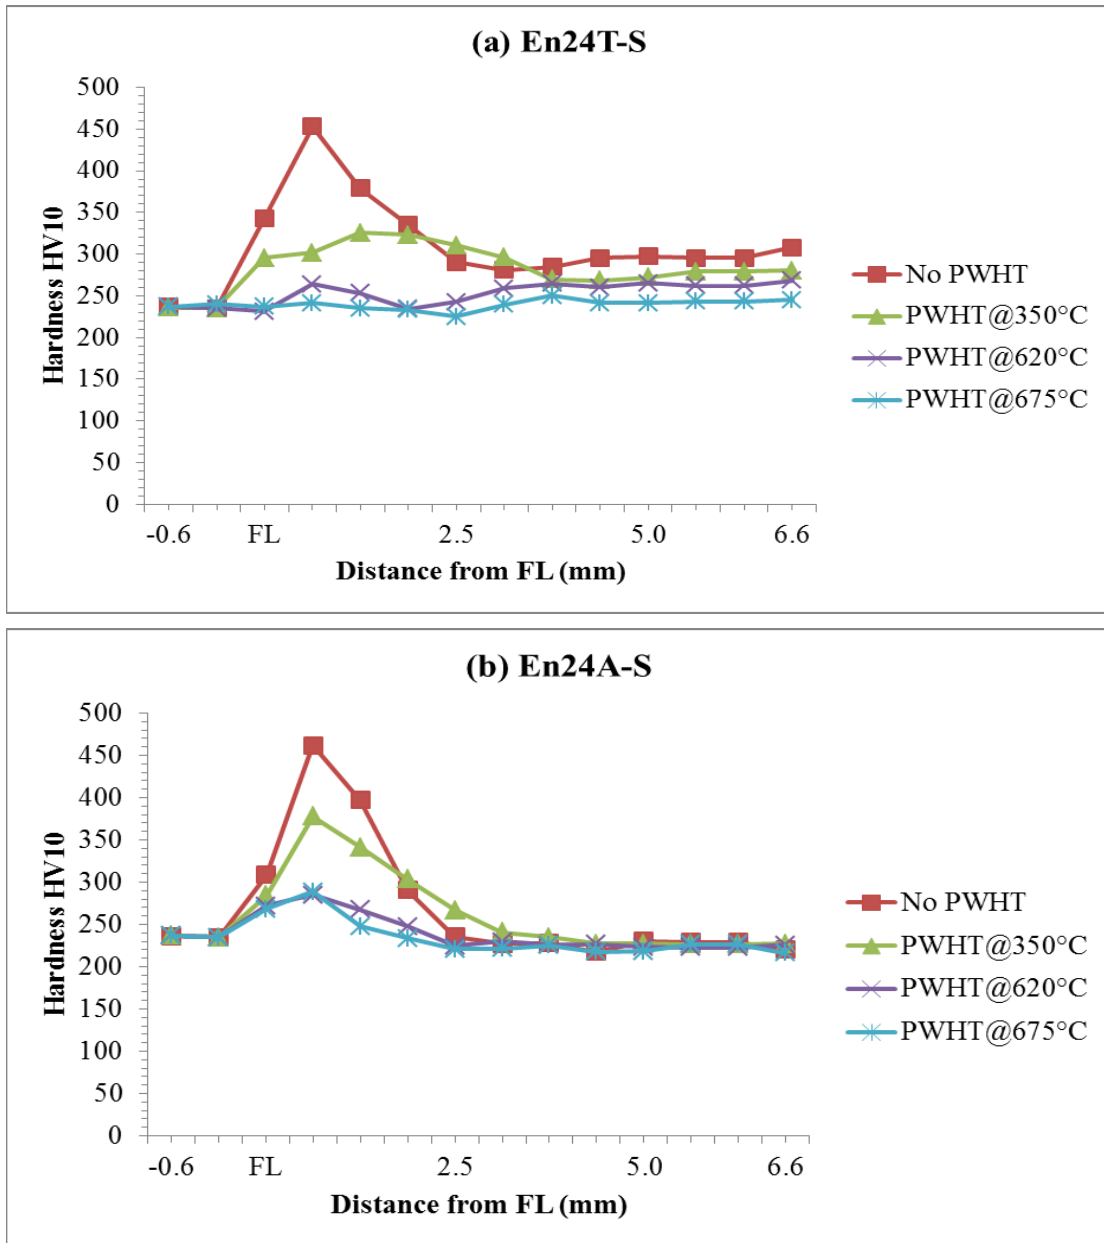 (a) En24T-S
500
450
400
350
300
250
200
150
100
50
0
Hardness HV10
-0.6 FL 2.5 5.0 6.6
Distance from FL (mm)
No PWHT
PWHT@350°C
PWHT@620°C
PWHT@675°C
(b) En24A-S
500
450
400
350
300
250
200
150
100
50
0
Hardness HV10
-0.6 FL 2.5 5.0 6.6
Distance from FL (mm)
No PWHT
PWHT@350°C
PWHT@620°C
PWHT@675°C